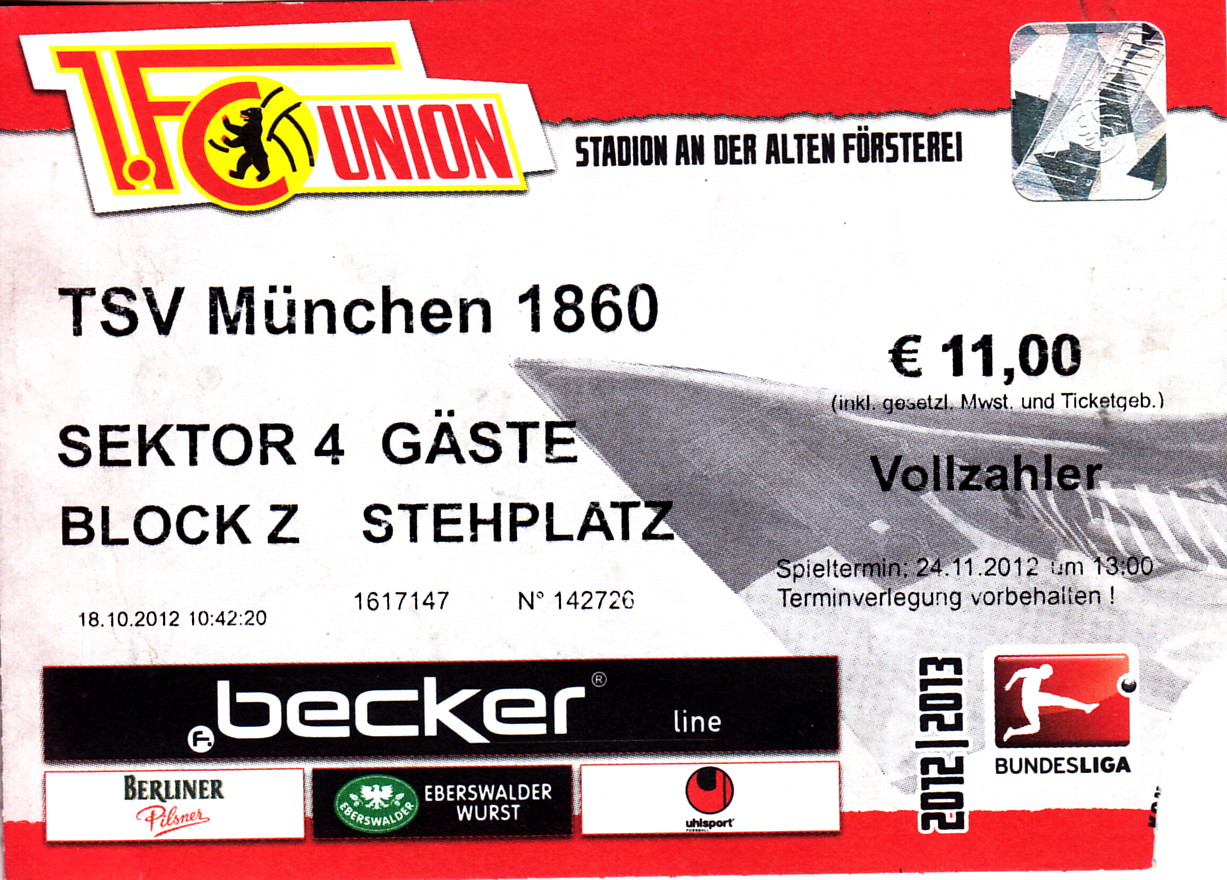 1.FC UNION
STADION AN DER ALTEN FÖRSTEREI
TSV München 1860
€ 11,00
(inkl. gesetzl. Mwst. und Ticketgeb.)
SEKTOR 4 GÄSTE
Vollzahler
BLOCK Z STEHPLATZ
Spieltermin: 24.11.2012 um 13:00
Terminverlegung vorbehalten !
18.10.2012 10:42:20 1617147 N° 142726
F. becker® line
2012|2013
BUNDESLIGA
BERLINER
Pilsner
EBERSWALDER
EBERSWALDER
WURST
uhlsport
FUSSBALL